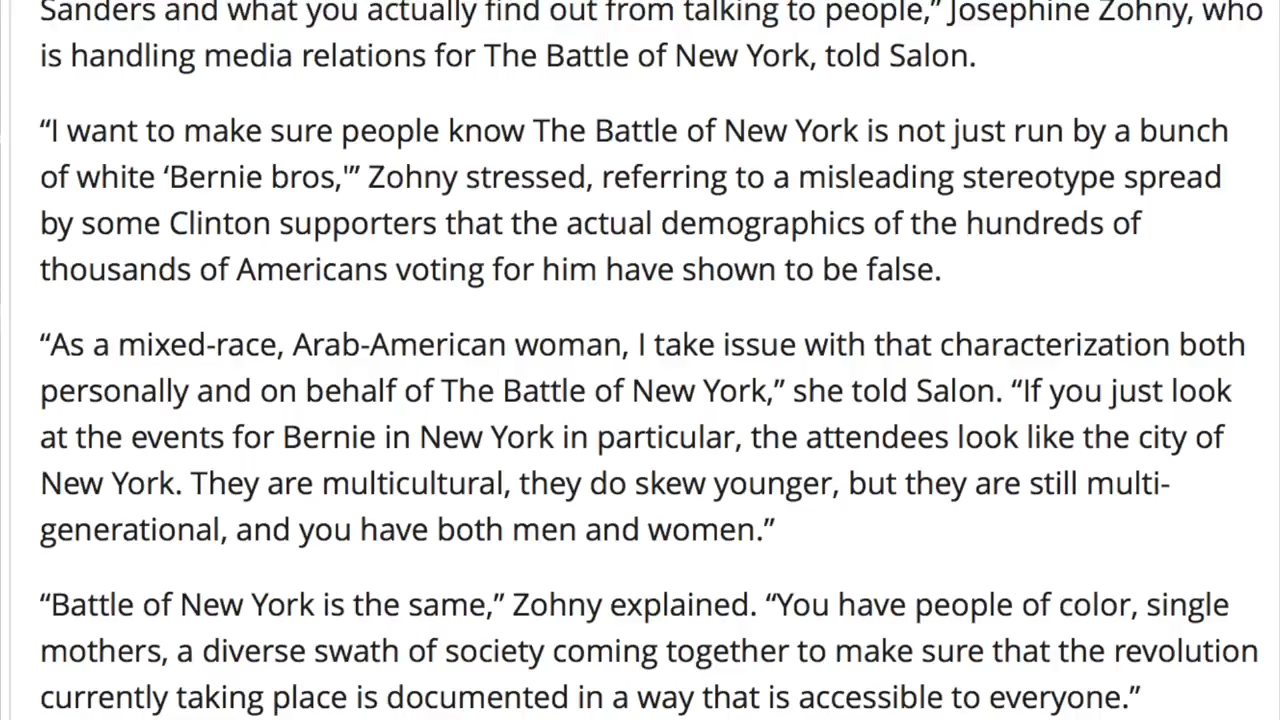 Sanders and what you actually find out from talking to people,” Josephine Zohny, who
is handling media relations for The Battle of New York, told Salon.
“I want to make sure people know The Battle of New York is not just run by a bunch
of white ‘Bernie bros,'” Zohny stressed, referring to a misleading stereotype spread
by some Clinton supporters that the actual demographics of the hundreds of
thousands of Americans voting for him have shown to be false.
“As a mixed-race, Arab-American woman, I take issue with that characterization both
personally and on behalf of The Battle of New York,” she told Salon. “If you just look
at the events for Bernie in New York in particular, the attendees look like the city of
New York. They are multicultural, they do skew younger, but they are still multi-
generational, and you have both men and women.”
“Battle of New York is the same,” Zohny explained. “You have people of color, single
mothers, a diverse swath of society coming together to make sure that the revolution
currently taking place is documented in a way that is accessible to everyone.”